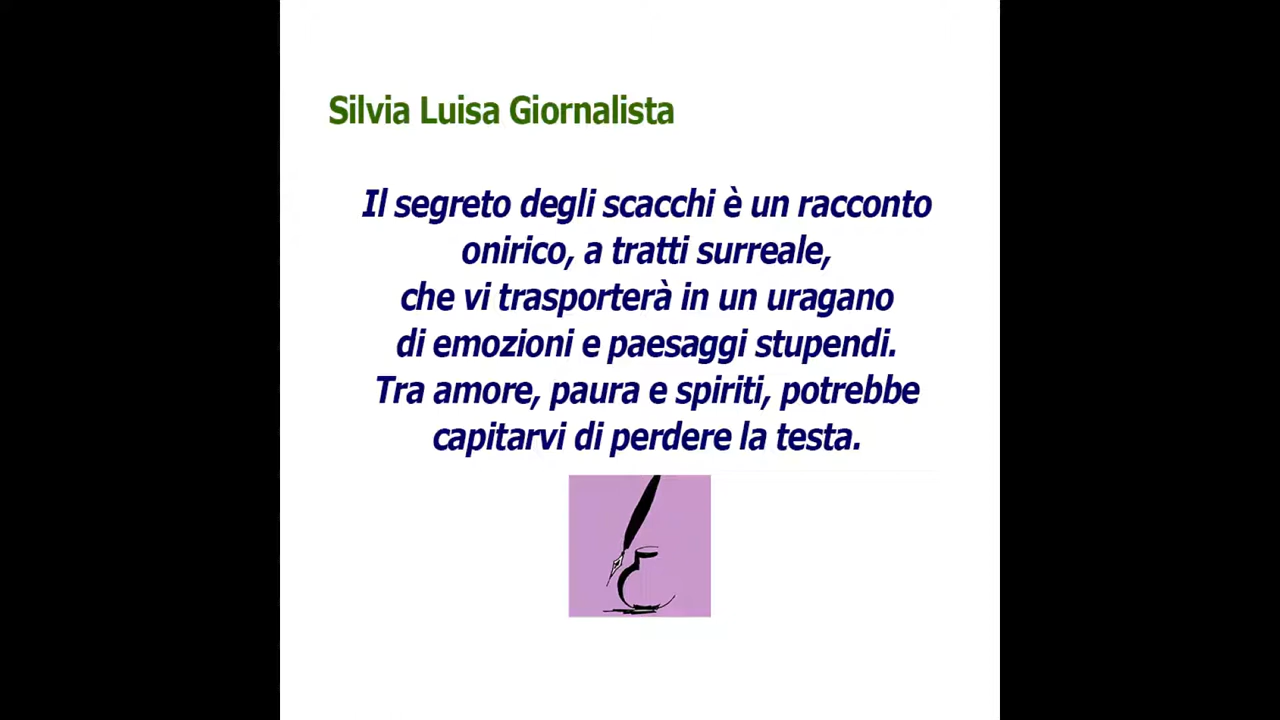 Silvia Luisa Giornalista
Il segreto degli scacchi è un racconto
onirico, a tratti surreale,
che vi trasporterà in un uragano
di emozioni e paesaggi stupendi.
Tra amore, paura e spiriti, potrebbe
capitarvi di perdere la testa.